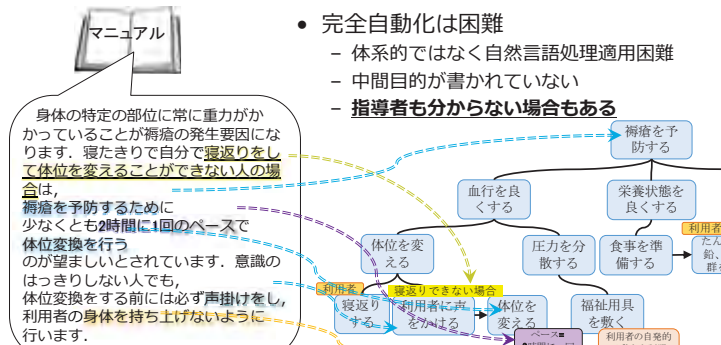 マニュアル
• 完全自動化は困難
– 体系的ではなく自然言語処理適用困難
– 中間目的が書かれていない
– 指導者も分からない場合もある
身体の特定の部位に常に重力がか
かっていることが褥瘡の発生要因にな
ります．寝たきりで自分で寝返りをし
て体位を変えることができない人の場
合は，
褥瘡を予防するために
少なくとも2時間に1回のペースで
体位変換を行う
のが望ましいとされています．意識の
はっきりしない人でも，
体位変換をする前には必ず声掛けをし，
利用者の身体を持ち上げないように
行います．
褥瘡を予
防する
血行を良
くする
栄養状態を
良くする
利用者
体位を変
える
圧力を分
散する
食事を準
備する
たん
鉛、
群を
利用者
寝返りできない場合
寝返り
する
利用者に声
をかける
体位を
変える
福祉用具
を敷く
ペース=
利用者の自発的